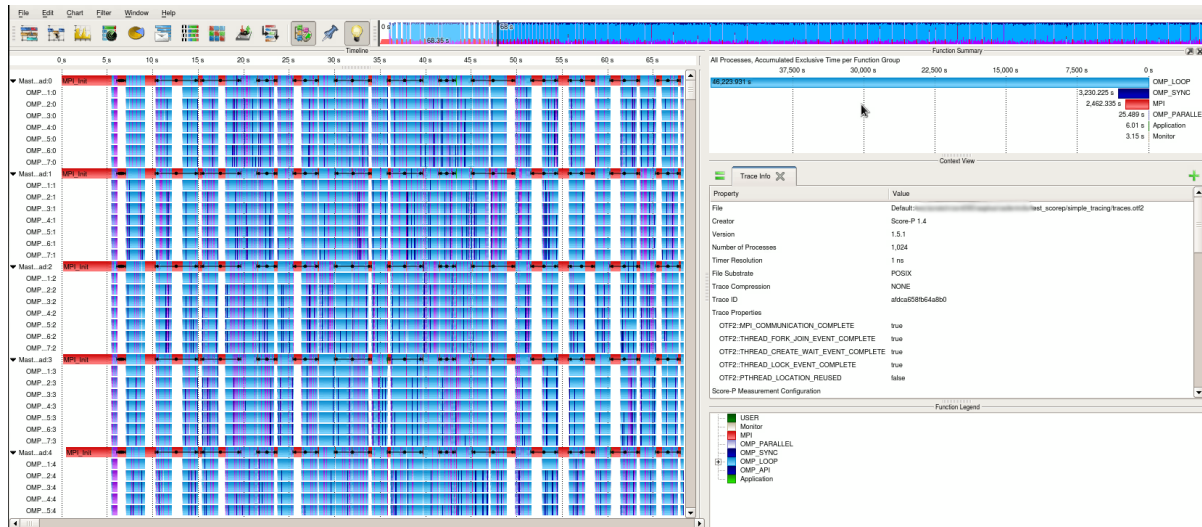 File Edit Chart Filter Window Help
0 s 68 s
68.35 s
Timeline
0 s 5 s 10 s 15 s 20 s 25 s 30 s 35 s 40 s 45 s 50 s 55 s 60 s 65 s
Mast...ad:0 MPI_Init
OMP...1:0
OMP...2:0
OMP...3:0
OMP...4:0
OMP...5:0
OMP...6:0
OMP...7:0
Mast...ad:1 MPI_Init
OMP...1:1
OMP...2:1
OMP...3:1
OMP...4:1
OMP...5:1
OMP...6:1
OMP...7:1
Mast...ad:2 MPI_Init
OMP...1:2
OMP...2:2
OMP...3:2
OMP...4:2
OMP...5:2
OMP...6:2
OMP...7:2
Mast...ad:3 MPI_Init
OMP...1:3
OMP...2:3
OMP...3:3
OMP...4:3
OMP...5:3
OMP...6:3
OMP...7:3
Mast...ad:4 MPI_Init
OMP...1:4
OMP...2:4
OMP...3:4
OMP...4:4
OMP...5:4
Function Summary
All Processes, Accumulated Exclusive Time per Function Group
37,500 s 30,000 s 22,500 s 15,000 s 7,500 s 0 s
46,223.931 s OMP_LOOP
3,230.225 s OMP_SYNC
2,462.335 s MPI
25.489 s OMP_PARALLEL
6.01 s Application
3.15 s Monitor
Context View
Trace Info
Property Value
File Default: test_scorep/simple_tracing/traces.otf2
Creator Score-P 1.4
Version 1.5.1
Number of Processes 1,024
Timer Resolution 1 ns
File Substrate POSIX
Trace Compression NONE
Trace ID afdca658fb64a8b0
Trace Properties
OTF2::MPI_COMMUNICATION_COMPLETE true
OTF2::THREAD_FORK_JOIN_EVENT_COMPLETE true
OTF2::THREAD_CREATE_WAIT_EVENT_COMPLETE true
OTF2::THREAD_LOCK_EVENT_COMPLETE true
OTF2::PTHREAD_LOCATION_REUSED false
Score-P Measurement Configuration
Function Legend
USER
Monitor
MPI
OMP_PARALLEL
OMP_SYNC
OMP_LOOP
OMP_API
Application